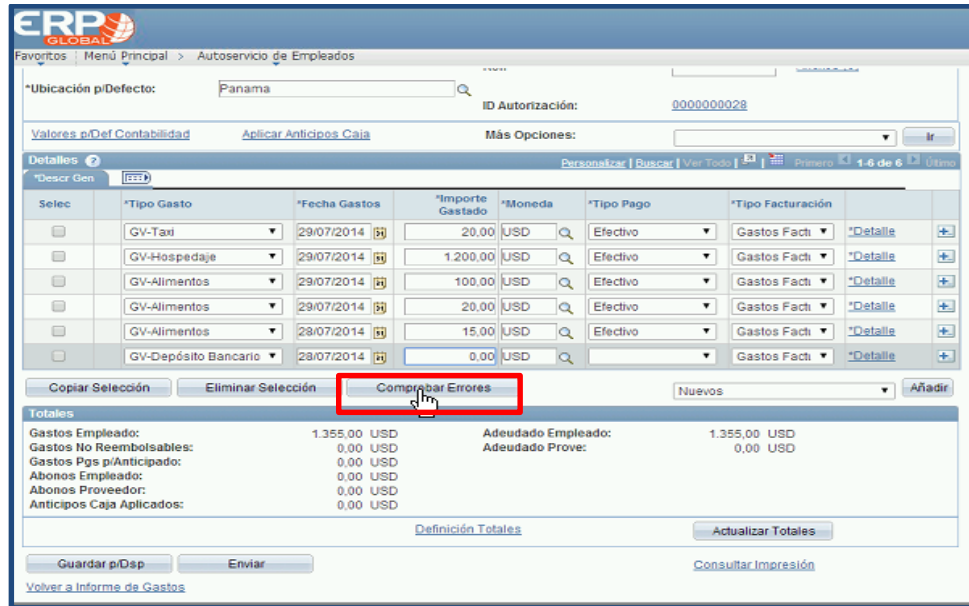 ERP
GLOBAL
Favoritos Menú Principal > Autoservicio de Empleados
*Ubicación p/Defecto: Panama
ID Autorización: 0000000028
Valores p/Def Contabilidad Aplicar Anticipos Caja Más Opciones: Ir
Detalles Personalizar | Buscar | Ver Todo | | Primero 1-6 de 6 Último
*Descr Gen
Selec *Tipo Gasto *Fecha Gastos *Importe Gastado *Moneda *Tipo Pago *Tipo Facturación
GV-Taxi 29/07/2014 20,00 USD Efectivo Gastos Facti *Detalle
GV-Hospedaje 29/07/2014 1.200,00 USD Efectivo Gastos Facti *Detalle
GV-Alimentos 29/07/2014 100,00 USD Efectivo Gastos Facti *Detalle
GV-Alimentos 29/07/2014 20,00 USD Efectivo Gastos Facti *Detalle
GV-Alimentos 28/07/2014 15,00 USD Efectivo Gastos Facti *Detalle
GV-Depósito Bancario 28/07/2014 0,00 USD Gastos Facti *Detalle
Copiar Selección Eliminar Selección Comprobar Errores Nuevos Añadir
Totales
Gastos Empleado: 1.355,00 USD Adeudado Empleado: 1.355,00 USD
Gastos No Reembolsables: 0,00 USD Adeudado Prove: 0,00 USD
Gastos Pgs p/Anticipado: 0,00 USD
Abonos Empleado: 0,00 USD
Abonos Proveedor: 0,00 USD
Anticipos Caja Aplicados: 0,00 USD
Definición Totales Actualizar Totales
Guardar p/Dsp Enviar Consultar Impresión
Volver a Informe de Gastos